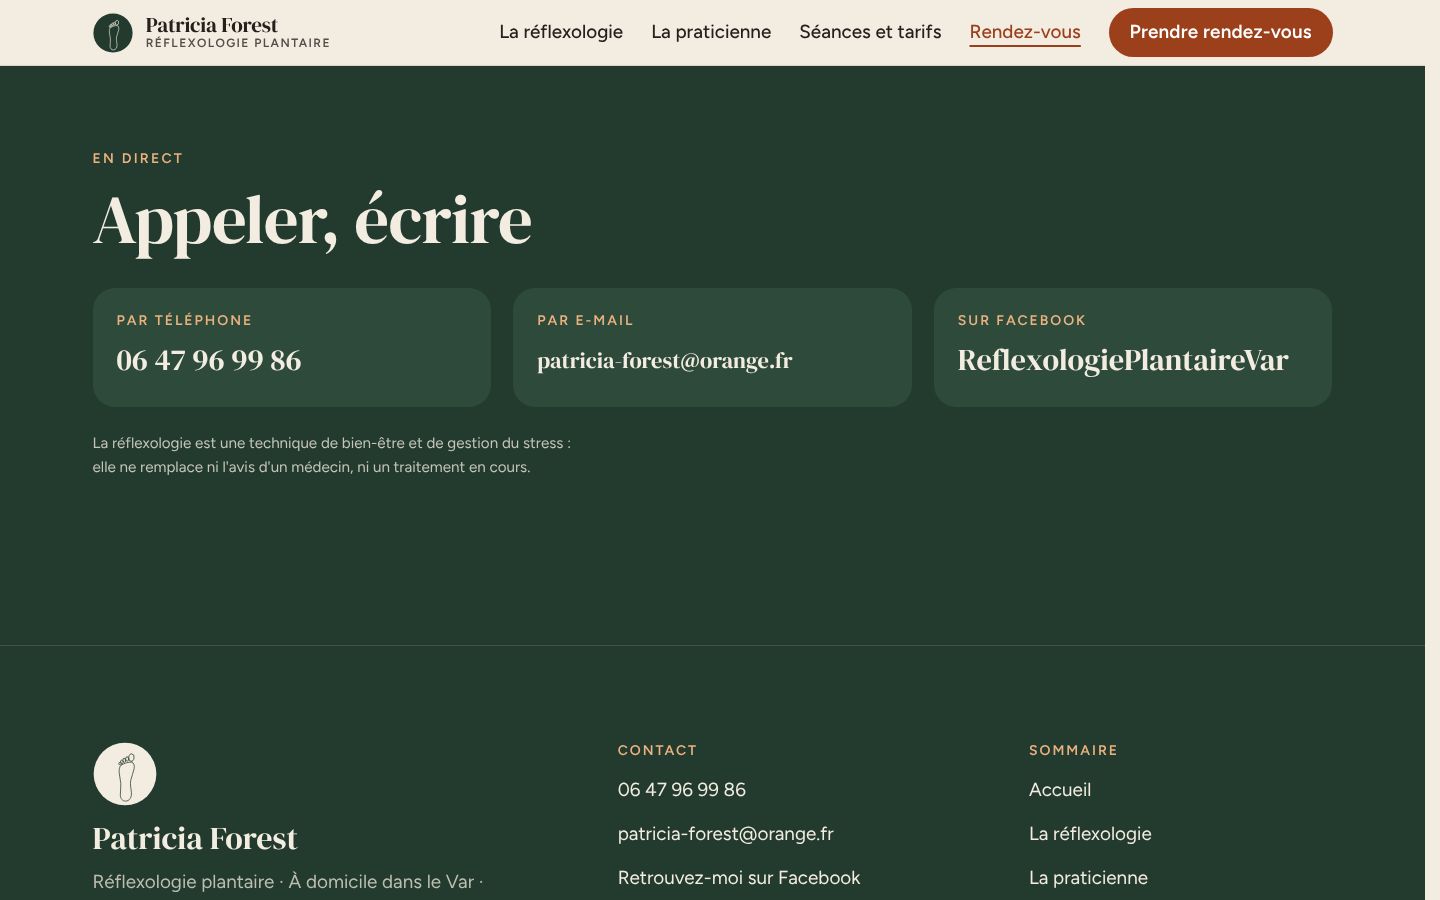 Patricia Forest
RÉFLEXOLOGIE PLANTAIRE
La réflexologie
La praticienne
Séances et tarifs
Rendez-vous
Prendre rendez-vous
EN DIRECT
Appeler, écrire
PAR TÉLÉPHONE
06 47 96 99 86
PAR E-MAIL
patricia-forest@orange.fr
SUR FACEBOOK
ReflexologiePlantaireVar
La réflexologie est une technique de bien-être et de gestion du stress :
elle ne remplace ni l'avis d'un médecin, ni un traitement en cours.
Patricia Forest
Réflexologie plantaire · À domicile dans le Var ·
CONTACT
06 47 96 99 86
patricia-forest@orange.fr
Retrouvez-moi sur Facebook
SOMMAIRE
Accueil
La réflexologie
La praticienne